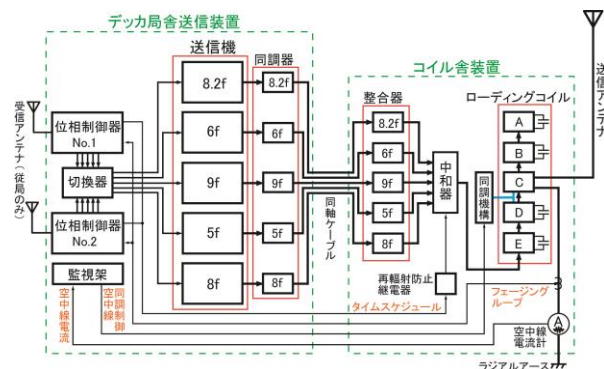 デッカ局舎送信装置
送信機
同調器
8.2f
8.2f
6f
6f
9f
9f
5f
5f
8f
8f
受信アンテナ(従局のみ)
位相制御器
No.1
切換器
位相制御器
No.2
監視架
空中線電流
空中線同調制御
同軸ケーブル
タイムスケジュール
コイル舎装置
整合器
8.2f
6f
9f
5f
8f
中和器
再輻射防止
継電器
同調機構
ローディングコイル
A
B
C
D
E
フェージング
ループ
送信アンテナ
A
空中線
電流計
ラジアルアース